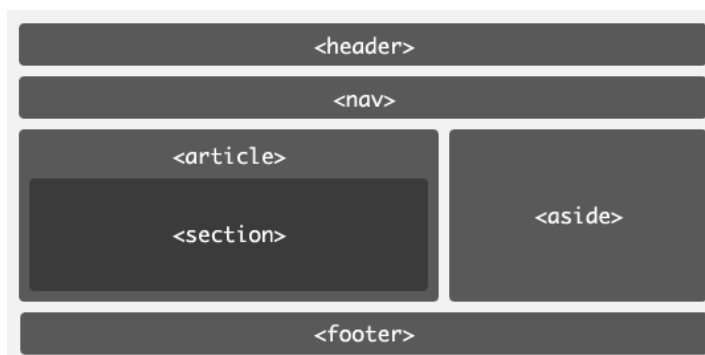 <header>
<nav>
<article>
<section>
<aside>
<footer>